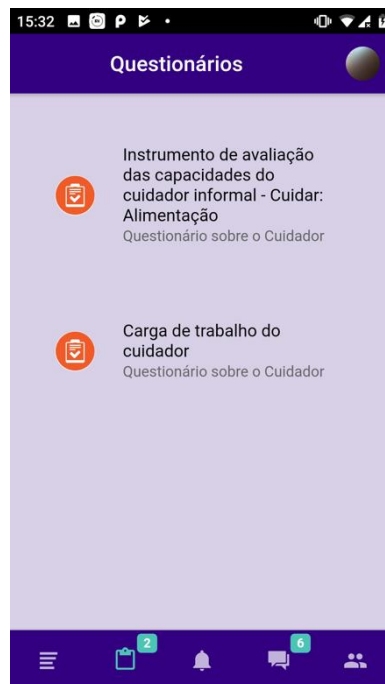 15:32
Questionários
Instrumento de avaliação
das capacidades do
cuidador informal - Cuidar:
Alimentação
Questionário sobre o Cuidador
Carga de trabalho do
cuidador
Questionário sobre o Cuidador
2
6